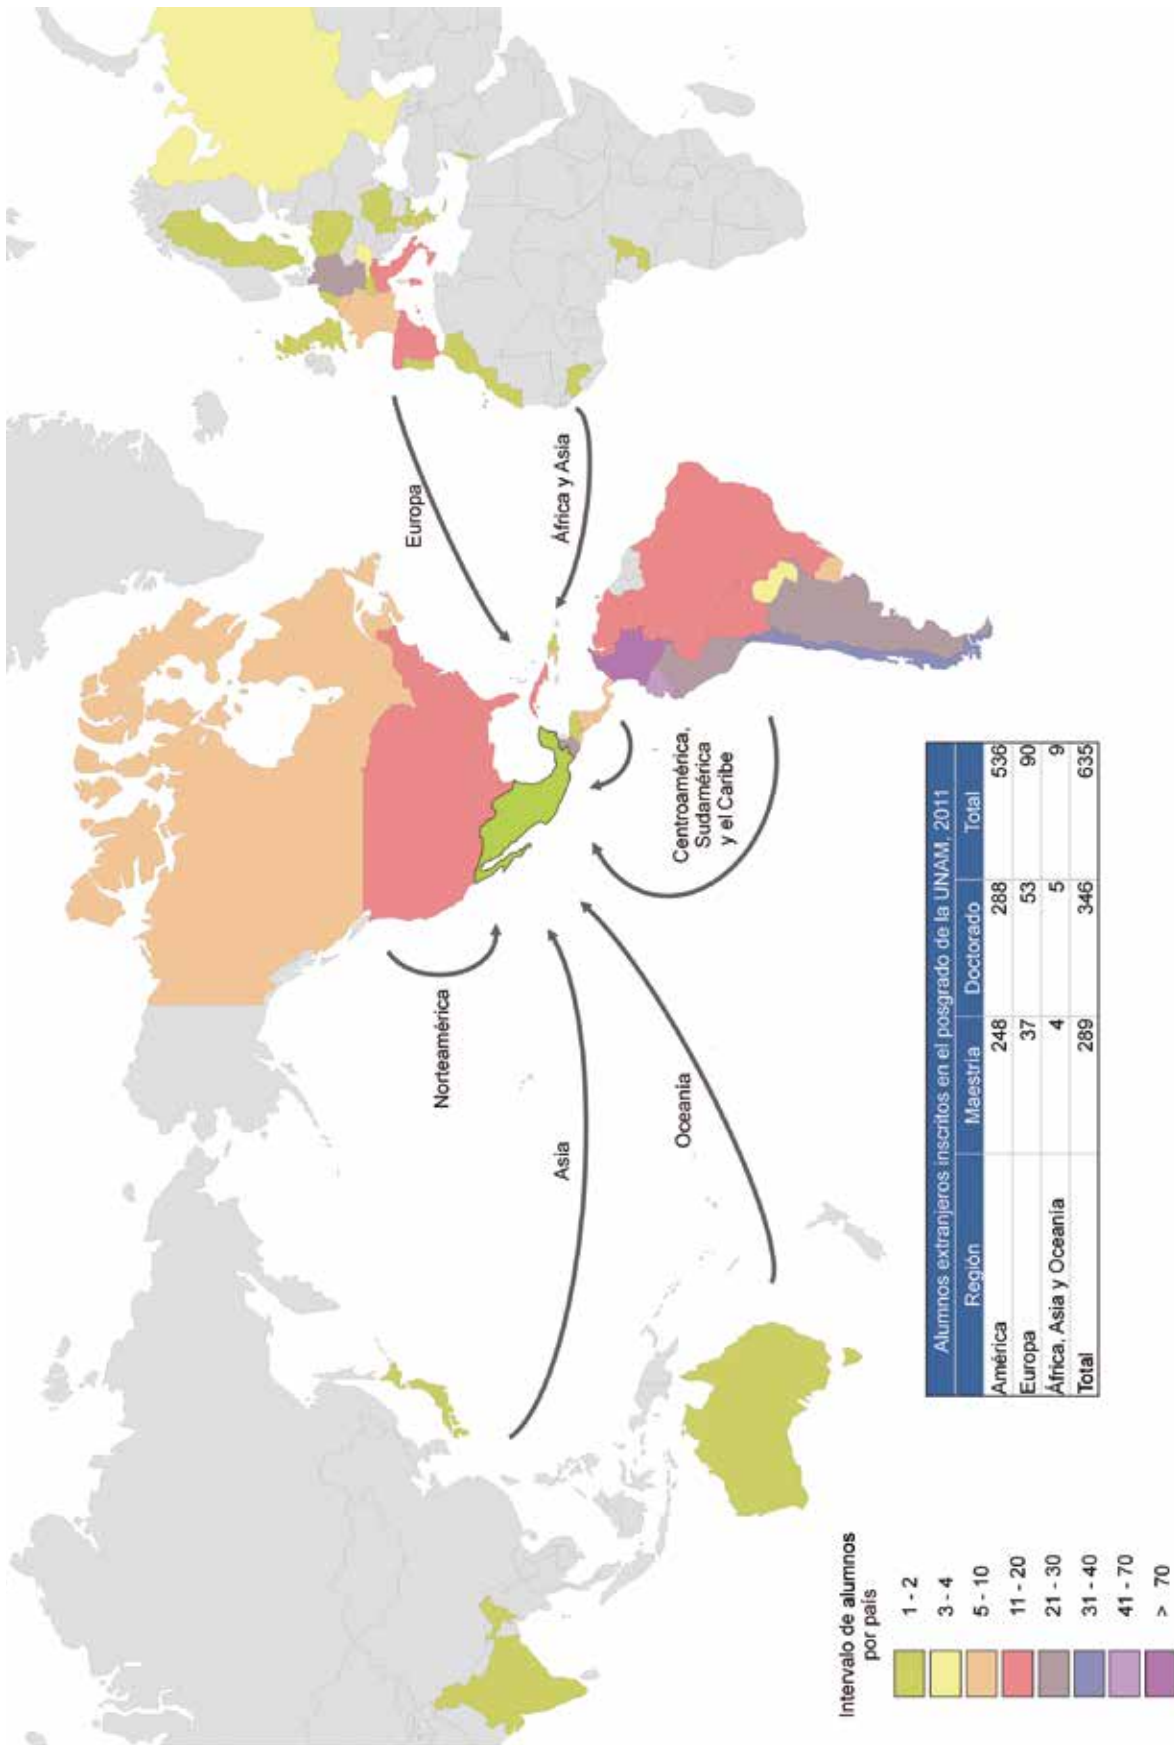 Europa
África y Asia
Norteamérica
Centroamérica,
Sudamérica
y el Caribe
Asia
Oceanía
Intervalo de alumnos
por país
1 - 2
3 - 4
5 - 10
11 - 20
21 - 30
31 - 40
41 - 70
> 70
Alumnos extranjeros inscritos en el posgrado de la UNAM, 2011
Región Maestría Doctorado Total
América 248 288 536
Europa 37 53 90
África, Asia y Oceanía 4 5 9
Total 289 346 635